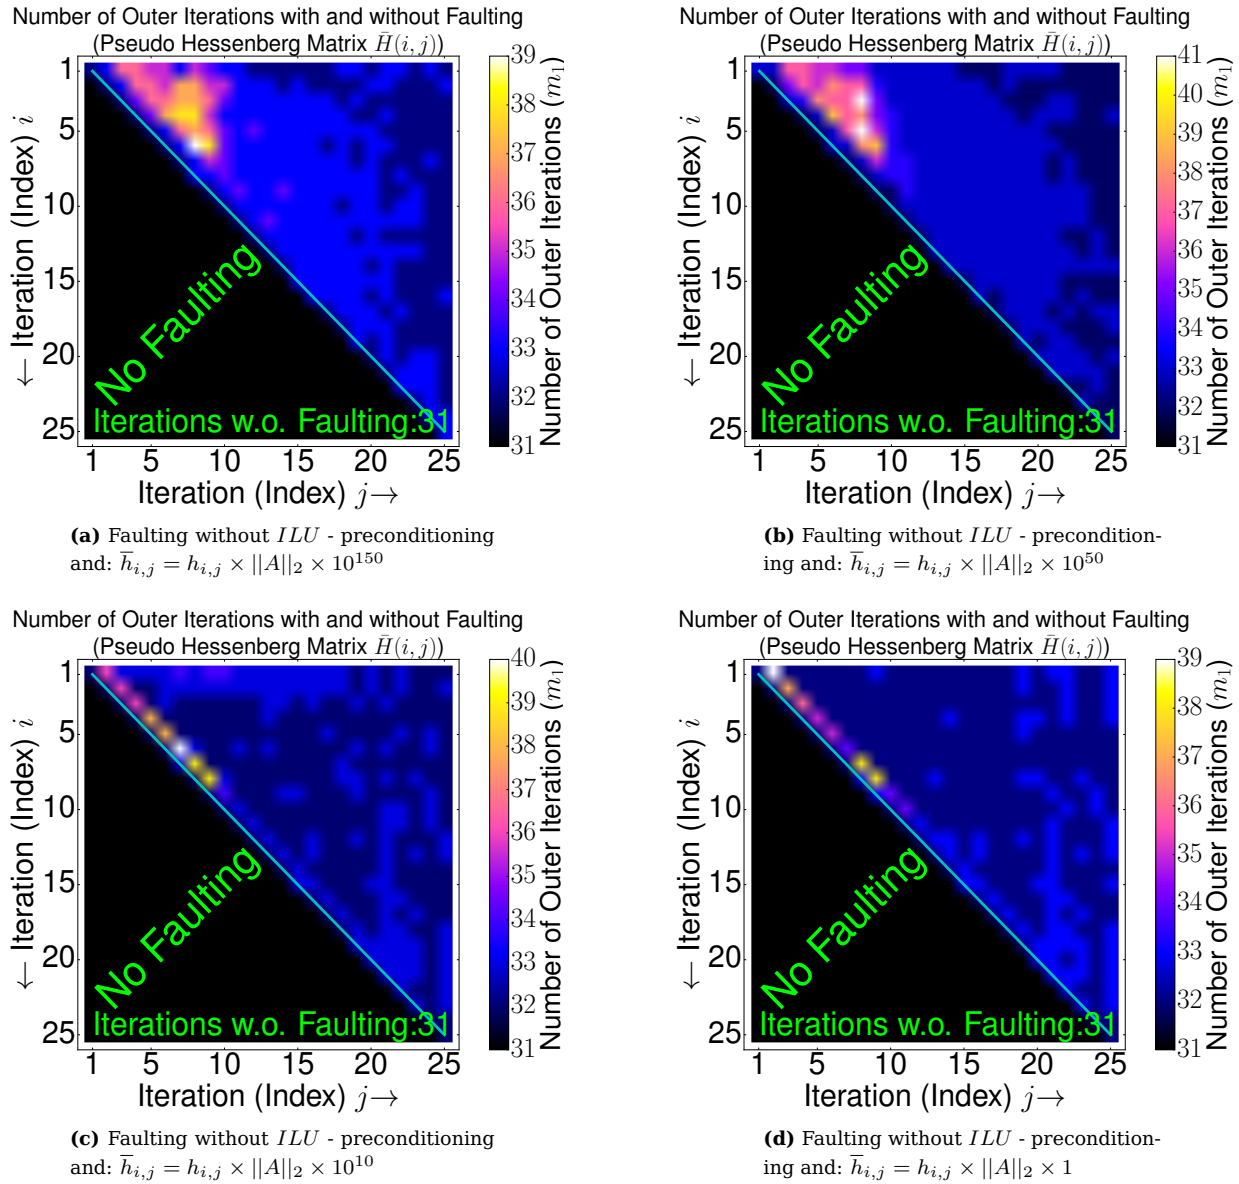 Number of Outer Iterations with and without Faulting
(Pseudo Hessenberg Matrix H̄(i, j))
1
5
10
15
20
25
← Iteration (Index) i
No Faulting
Iterations w.o. Faulting:31
1 5 10 15 20 25
Iteration (Index) j→
39
38
37
36
35
34
33
32
31
Number of Outer Iterations (m₁)
(a) Faulting without ILU - preconditioning
and: h̅ᵢ,ⱼ = hᵢ,ⱼ × ||A||₂ × 10¹⁵⁰
Number of Outer Iterations with and without Faulting
(Pseudo Hessenberg Matrix H̄(i, j))
1
5
10
15
20
25
← Iteration (Index) i
No Faulting
Iterations w.o. Faulting:31
1 5 10 15 20 25
Iteration (Index) j→
41
40
39
38
37
36
35
34
33
32
31
Number of Outer Iterations (m₁)
(b) Faulting without ILU - precondition-
ing and: h̅ᵢ,ⱼ = hᵢ,ⱼ × ||A||₂ × 10⁵⁰
Number of Outer Iterations with and without Faulting
(Pseudo Hessenberg Matrix H̄(i, j))
1
5
10
15
20
25
← Iteration (Index) i
No Faulting
Iterations w.o. Faulting:31
1 5 10 15 20 25
Iteration (Index) j→
40
39
38
37
36
35
34
33
32
31
Number of Outer Iterations (m₁)
(c) Faulting without ILU - preconditioning
and: h̅ᵢ,ⱼ = hᵢ,ⱼ × ||A||₂ × 10¹⁰
Number of Outer Iterations with and without Faulting
(Pseudo Hessenberg Matrix H̄(i, j))
1
5
10
15
20
25
← Iteration (Index) i
No Faulting
Iterations w.o. Faulting:31
1 5 10 15 20 25
Iteration (Index) j→
39
38
37
36
35
34
33
32
31
Number of Outer Iterations (m₁)
(d) Faulting without ILU - precondition-
ing and: h̅ᵢ,ⱼ = hᵢ,ⱼ × ||A||₂ × 1